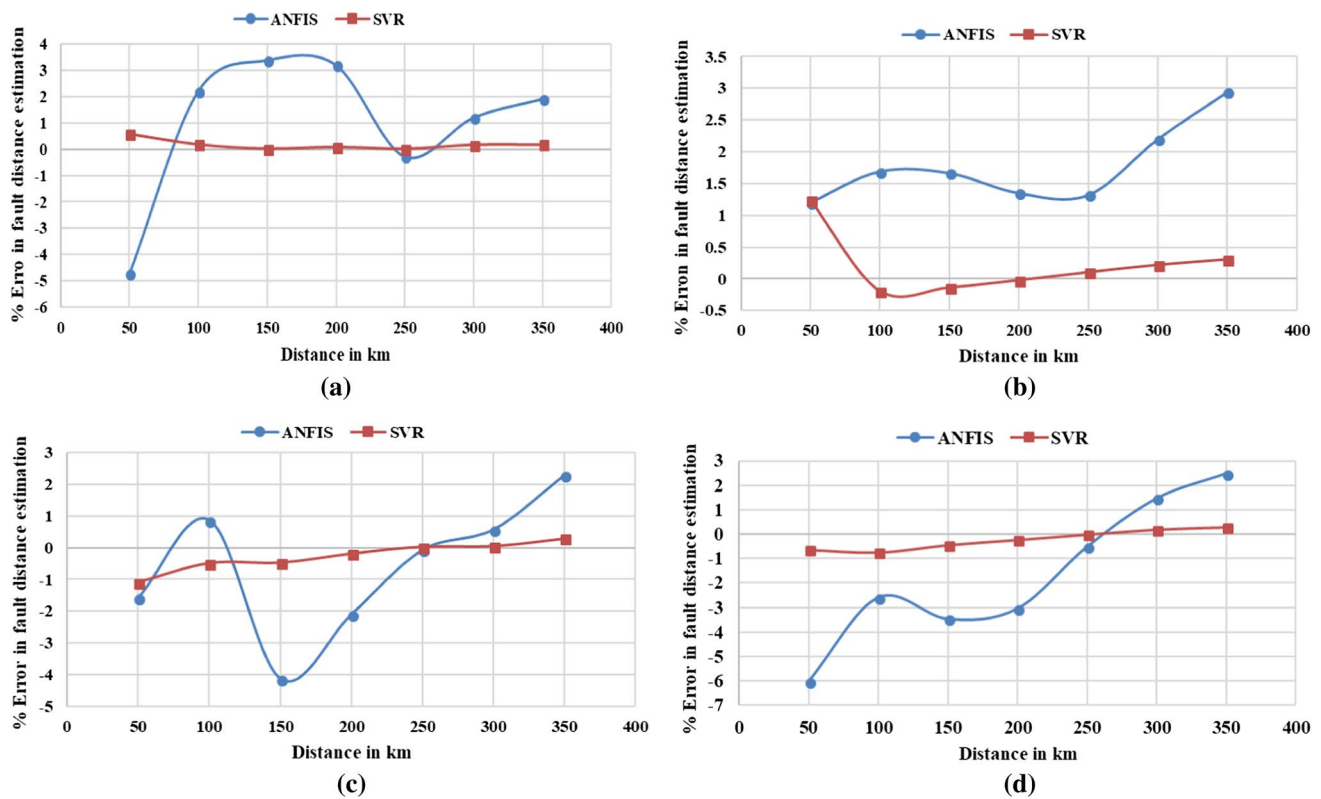 ANFIS SVR
% Erro in fault distance estimation
4
3
2
1
0
-1
-2
-3
-4
-5
-6
0 50 100 150 200 250 300 350 400
Distance in km
(a)
ANFIS SVR
% Erron in fault distance estimation
3.5
3
2.5
2
1.5
1
0.5
0
-0.5
0 50 100 150 200 250 300 350 400
Distance in km
(b)
ANFIS SVR
% Error in fault distance estimation
3
2
1
0
-1
-2
-3
-4
-5
0 50 100 150 200 250 300 350 400
Distance in km
(c)
ANFIS SVR
% Error in fault distance estimation
3
2
1
0
-1
-2
-3
-4
-5
-6
-7
0 50 100 150 200 250 300 350 400
Distance in km
(d)